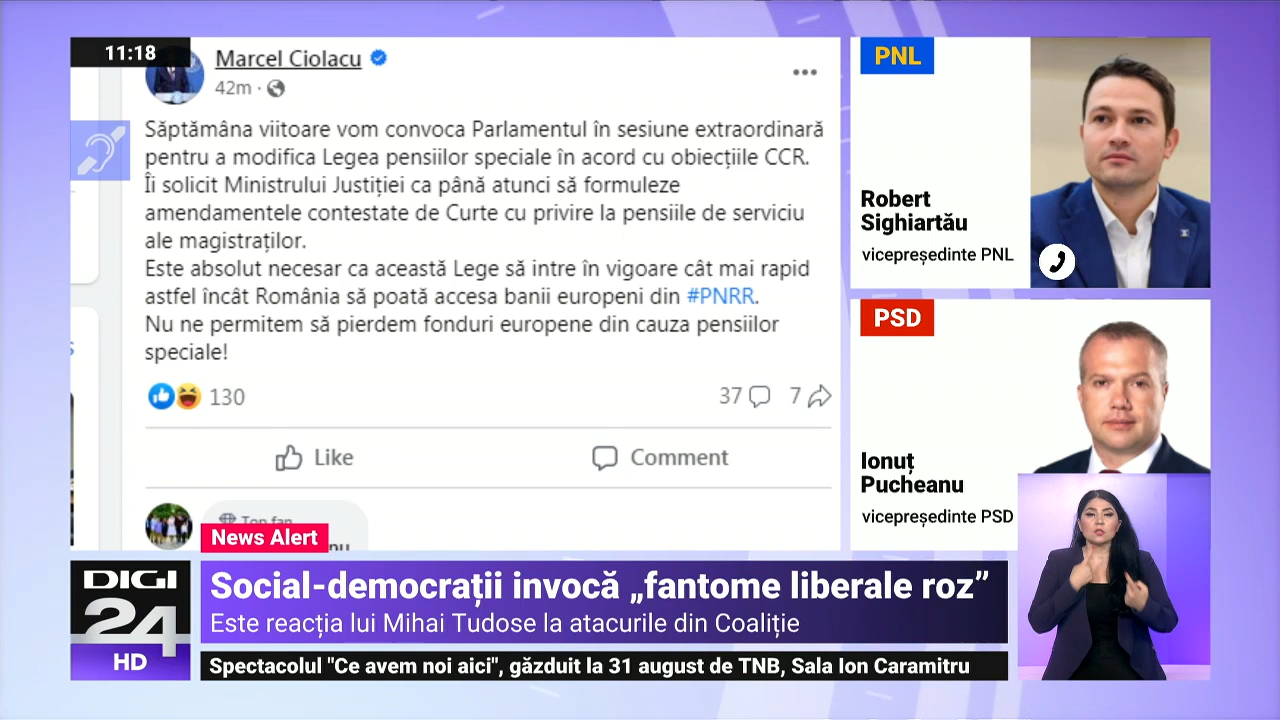 11:18
Marcel Ciolacu
42m
Săptămâna viitoare vom convoca Parlamentul în sesiune extraordinară
pentru a modifica Legea pensiilor speciale în acord cu obiecțiile CCR.
Îi solicit Ministrului Justiției ca până atunci să formuleze
amendamentele contestate de Curte cu privire la pensiile de serviciu
ale magistraților.
Este absolut necesar ca această Lege să intre în vigoare cât mai rapid
astfel încât România să poată accesa banii europeni din #PNRR.
Nu ne permitem să pierdem fonduri europene din cauza pensiilor
speciale!
130
37 7
Like Comment
Top fan
PNL
Robert
Sighiartău
vicepreședinte PNL
PSD
Ionuț
Pucheanu
vicepreședinte PSD
News Alert
Social-democrații invocă „fantome liberale roz”
Este reacția lui Mihai Tudose la atacurile din Coaliție
DIGI
24
HD
Spectacolul "Ce avem noi aici", găzduit la 31 august de TNB, Sala Ion Caramitru